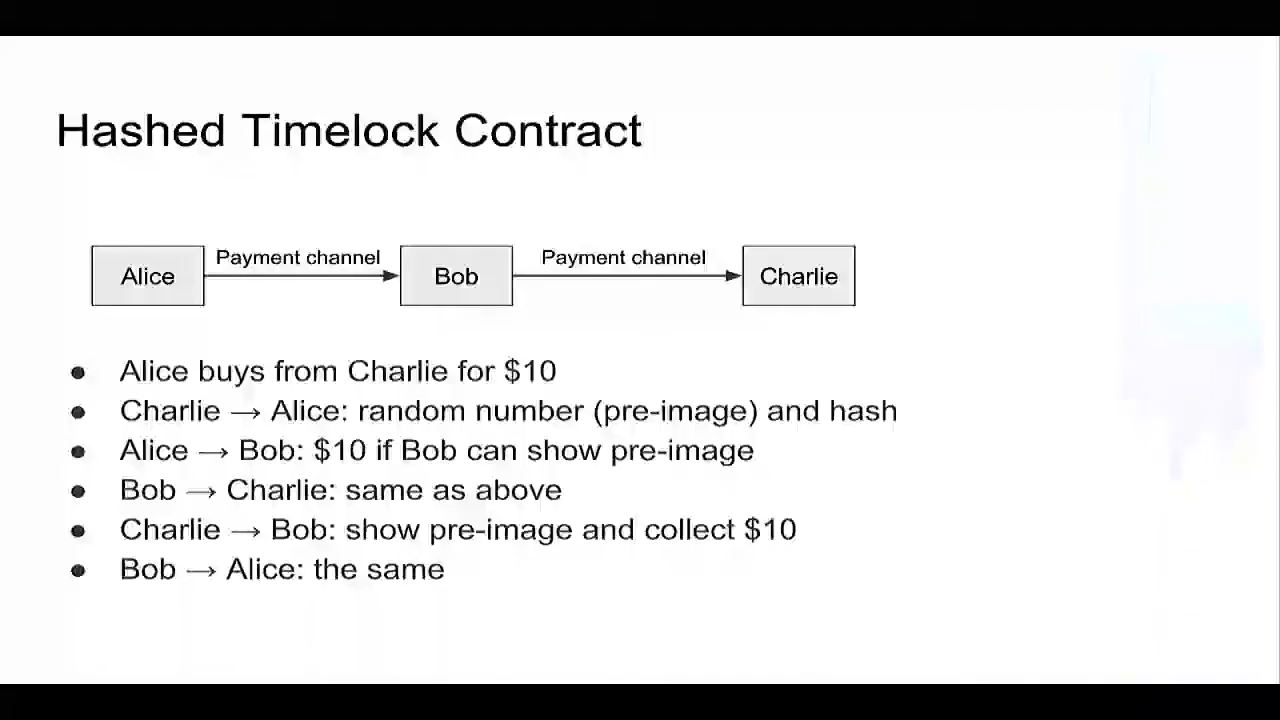 Hashed Timelock Contract
Payment channel
Payment channel
Alice
Bob
Charlie
● Alice buys from Charlie for $10
● Charlie → Alice: random number (pre-image) and hash
● Alice → Bob: $10 if Bob can show pre-image
● Bob → Charlie: same as above
● Charlie → Bob: show pre-image and collect $10
● Bob → Alice: the same